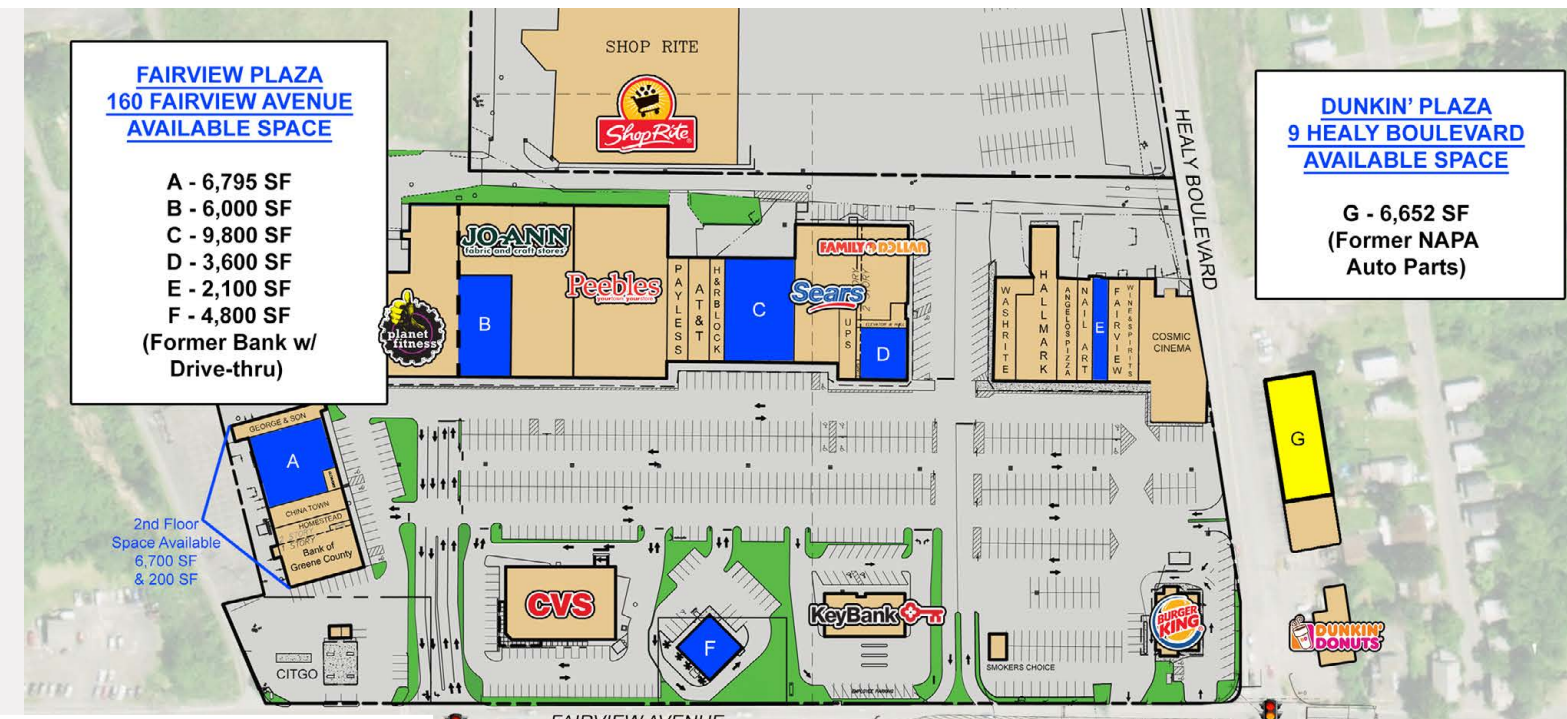 FAIRVIEW PLAZA
160 FAIRVIEW AVENUE
AVAILABLE SPACE
A - 6,795 SF
B - 6,000 SF
C - 9,800 SF
D - 3,600 SF
E - 2,100 SF
F - 4,800 SF
(Former Bank w/
Drive-thru)
SHOP RITE
ShopRite
HEALY BOULEVARD
DUNKIN' PLAZA
9 HEALY BOULEVARD
AVAILABLE SPACE
G - 6,652 SF
(Former NAPA
Auto Parts)
planet
fitness
JO-ANN
fabric and craft stores
B
Peebles
PAYLESS
AT&T
H&RBLOCK
C
FAMILY DOLLAR
Sears
UPS
D
WASHRITE
HALLMARK
ANGELOSPIZZA
NAIL ART
E
FAIRVIEW
WINE&SPIRITS
COSMIC
CINEMA
GEORGE & SON
A
CHINA TOWN
HOMESTEAD
Bank of
Greene County
2nd Floor
Space Available
6,700 SF
& 200 SF
CITGO
CVS
F
KeyBank
EMPLOYEE PARKING
SMOKERS CHOICE
BURGER
KING
G
DUNKIN'
DONUTS
FAIRVIEW AVENUE